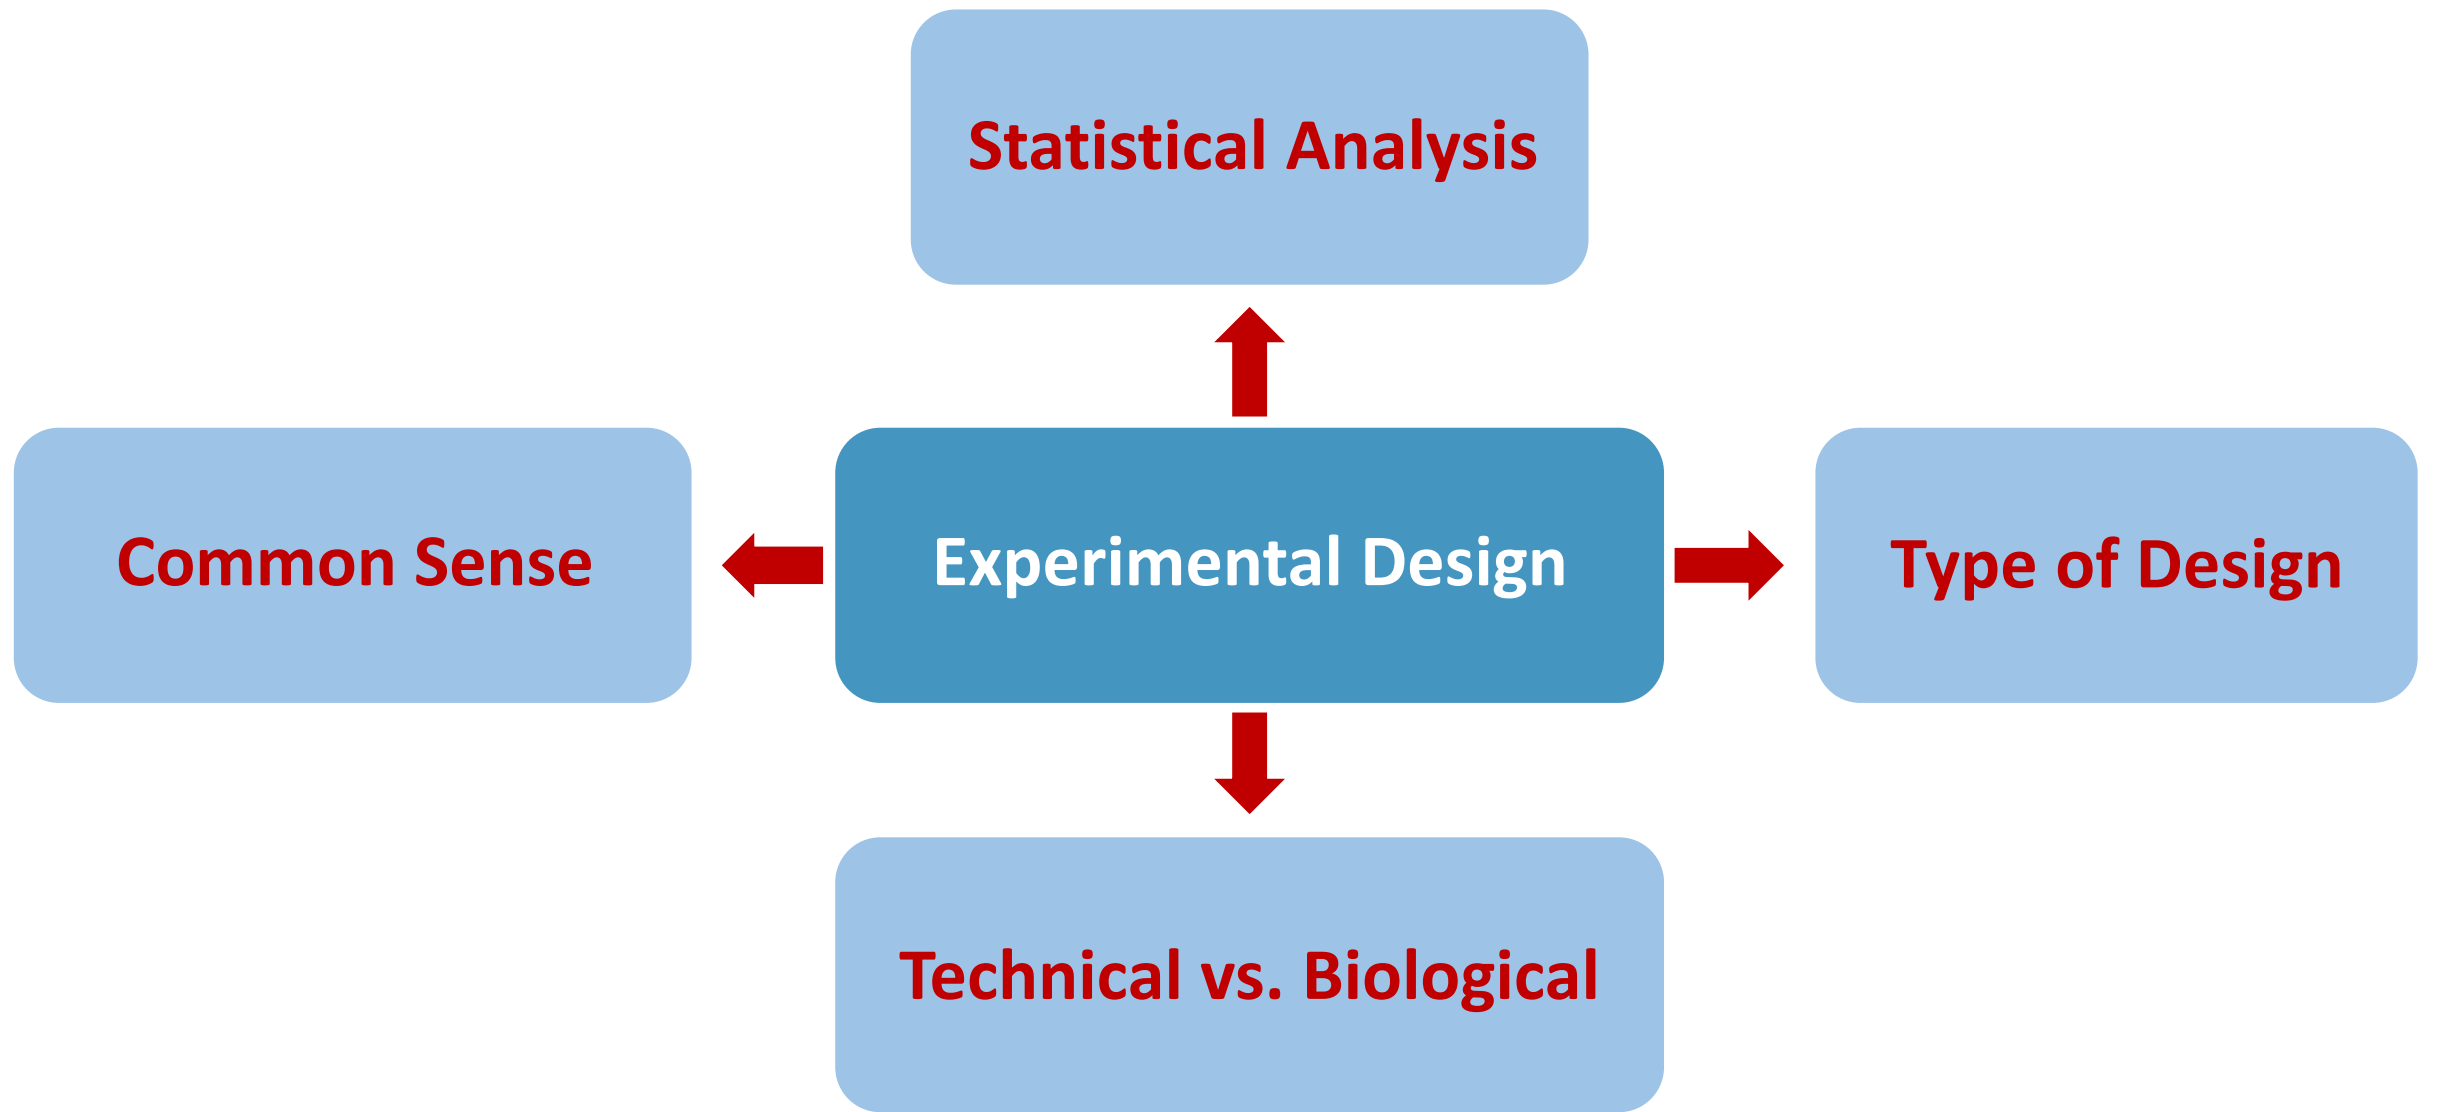 Statistical Analysis
Common Sense
Experimental Design
Type of Design
Technical vs. Biological